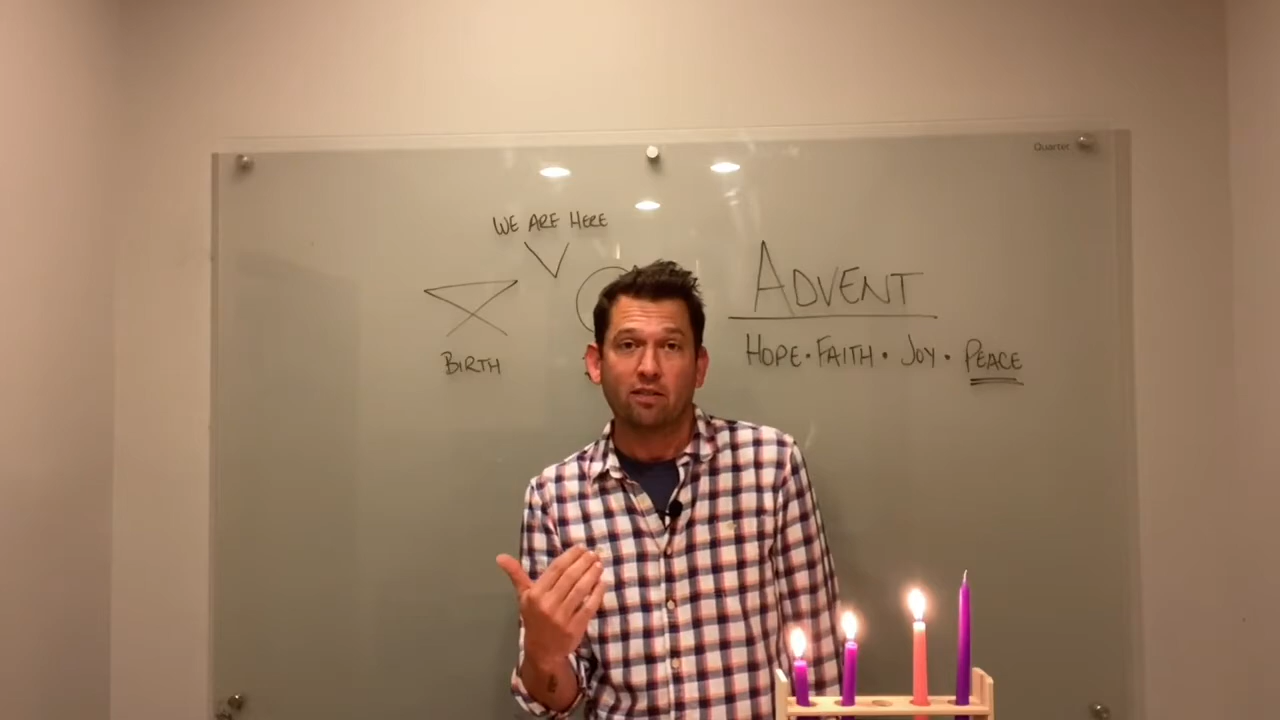 Quartet
WE ARE HERE
ADVENT
BIRTH
HOPE • FAITH • JOY • PEACE